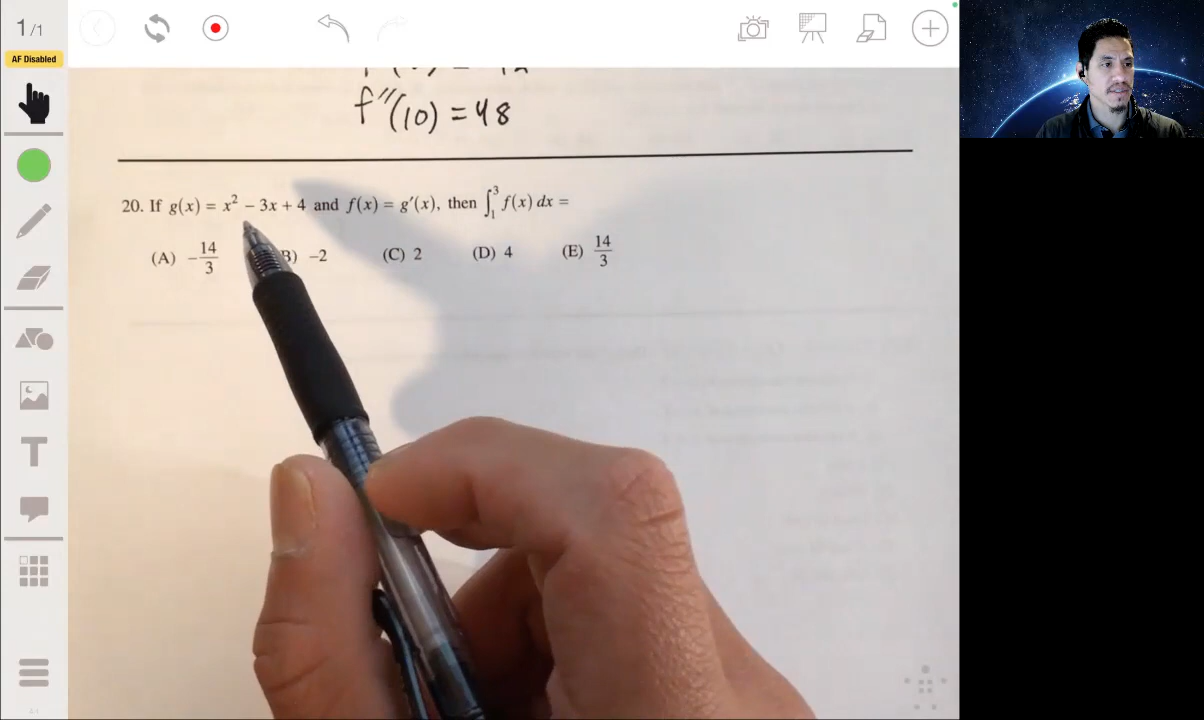 1/1
AF Disabled
f''(10) = 48
20. If g(x) = x² − 3x + 4 and f(x) = g′(x), then ∫₁³ f(x) dx =
(A) −14/3 B) −2 (C) 2 (D) 4 (E) 14/3
T